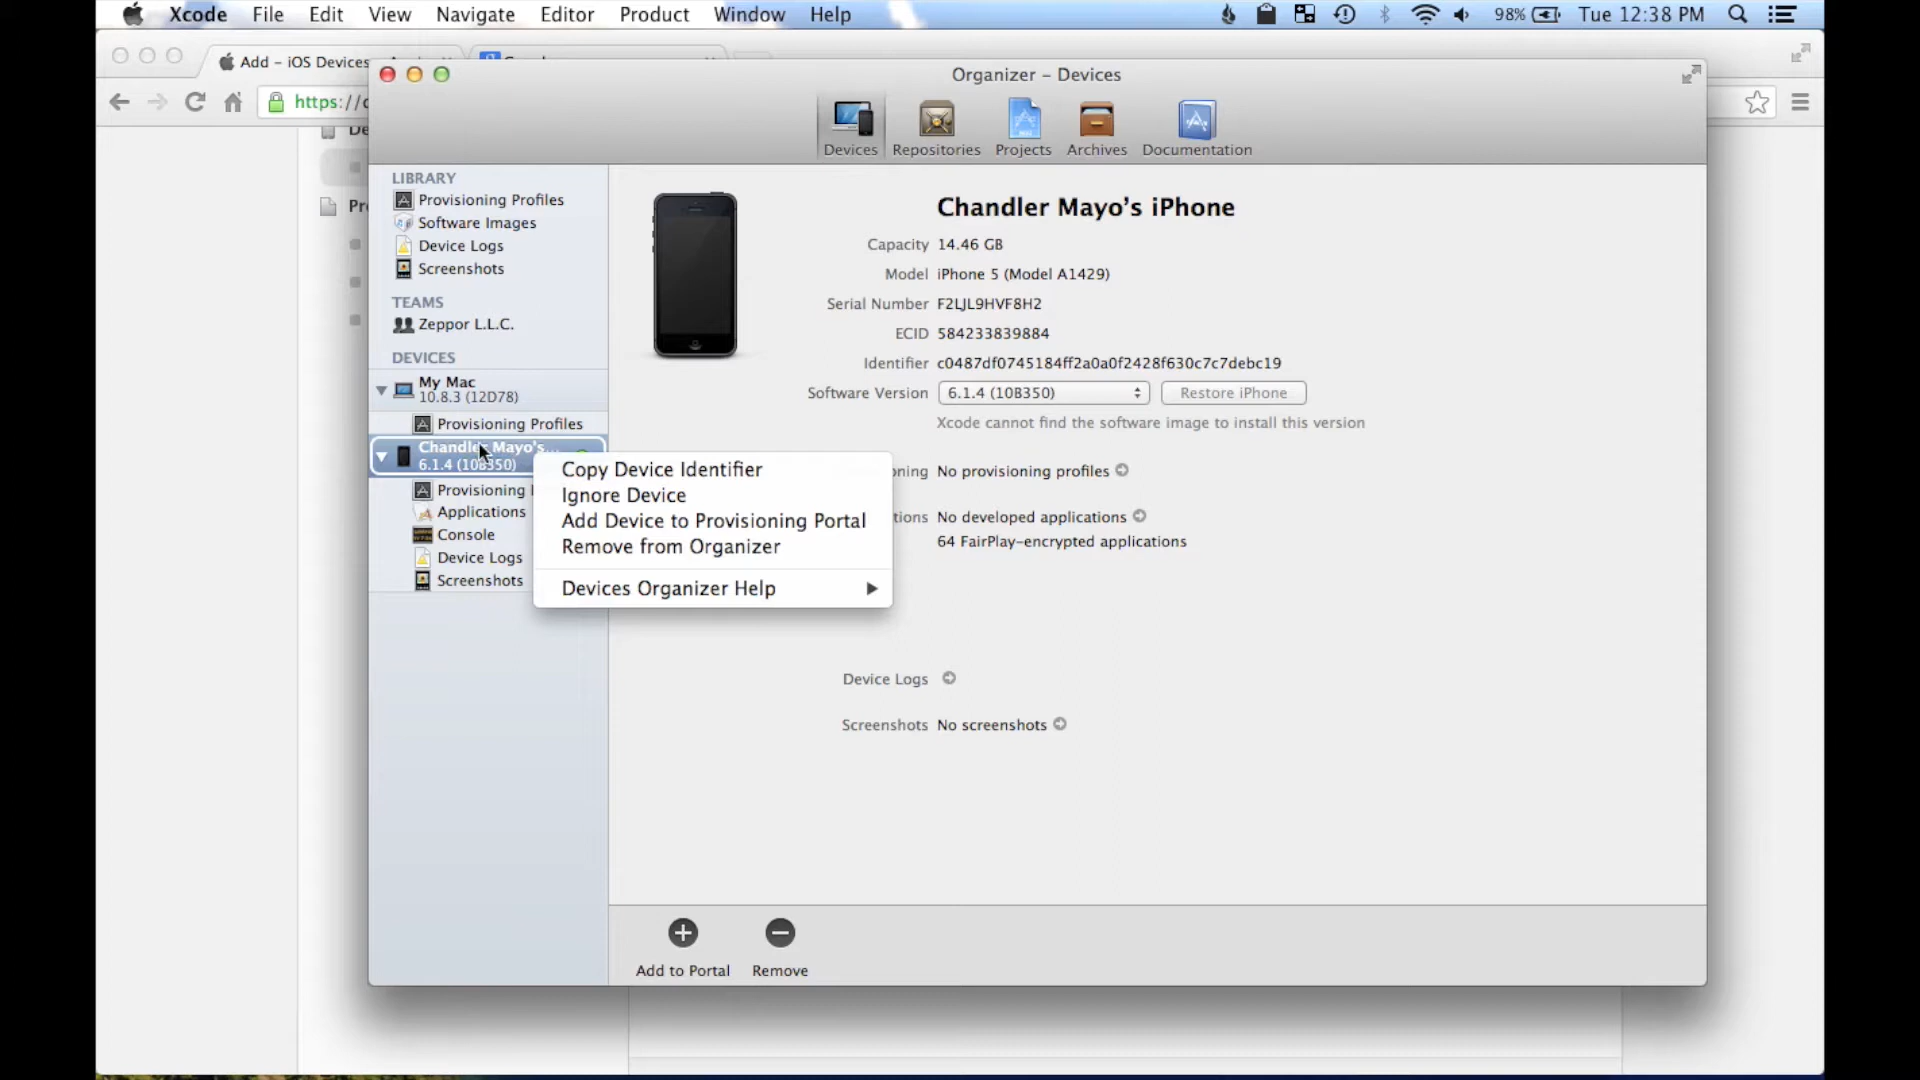 Xcode File Edit View Navigate Editor Product Window Help 98% Tue 12:38 PM
Add – iOS Devices
Organizer – Devices
https://
Devices Repositories Projects Archives Documentation
LIBRARY
Provisioning Profiles
Software Images
Device Logs
Screenshots
TEAMS
Zeppor L.L.C.
DEVICES
My Mac
10.8.3 (12D78)
Provisioning Profiles
Chandler Mayo's...
6.1.4 (10B350)
Provisioning
Applications
Console
Device Logs
Screenshots
Copy Device Identifier
Ignore Device
Add Device to Provisioning Portal
Remove from Organizer
Devices Organizer Help
Chandler Mayo's iPhone
Capacity 14.46 GB
Model iPhone 5 (Model A1429)
Serial Number F2LJL9HVF8H2
ECID 584233839884
Identifier c0487df0745184ff2a0a0f2428f630c7c7debc19
Software Version 6.1.4 (10B350) Restore iPhone
Xcode cannot find the software image to install this version
ning No provisioning profiles
tions No developed applications
64 FairPlay-encrypted applications
Device Logs
Screenshots No screenshots
Add to Portal Remove